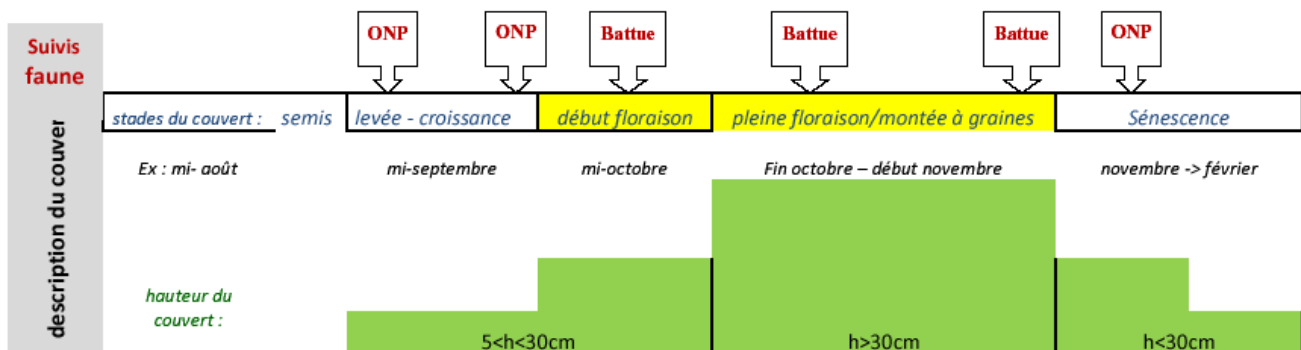 ONP
ONP
Battue
Battue
Battue
ONP
Suivis
faune
stades du couvert :
semis
levée - croissance
début floraison
pleine floraison/montée à graines
Sénescence
Ex : mi- août
mi-septembre
mi-octobre
Fin octobre – début novembre
novembre -> février
description du couver
hauteur du
couvert :
5<h<30cm
h>30cm
h<30cm